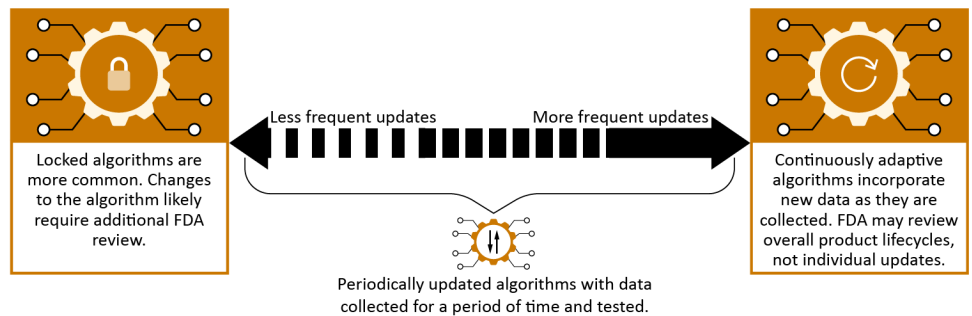 Less frequent updates
More frequent updates
Locked algorithms are
more common. Changes
to the algorithm likely
require additional FDA
review.
Continuously adaptive
algorithms incorporate
new data as they are
collected. FDA may review
overall product lifecycles,
not individual updates.
Periodically updated algorithms with data
collected for a period of time and tested.